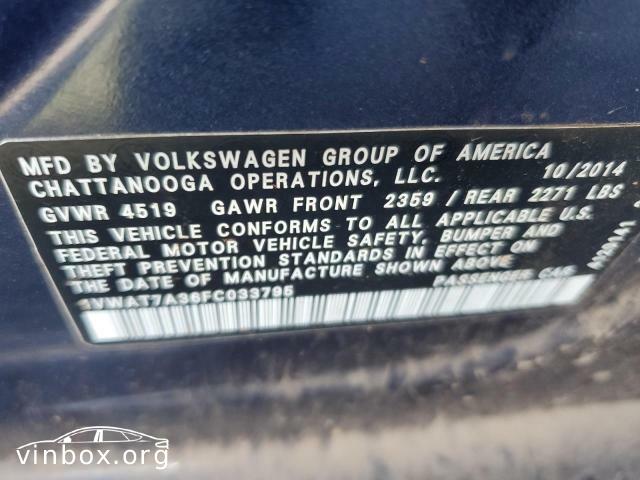 MFD BY VOLKSWAGEN GROUP OF AMERICA
CHATTANOOGA OPERATIONS, LLC. 10/2014
GVWR 4519 GAWR FRONT 2359 / REAR 2271 LBS
THIS VEHICLE CONFORMS TO ALL APPLICABLE U.S.
FEDERAL MOTOR VEHICLE SAFETY, BUMPER AND
THEFT PREVENTION STANDARDS IN EFFECT ON
THE DATE OF MANUFACTURE SHOWN ABOVE
1VWAT7A36FC033795 PASSENGER CAR
vinbox.org